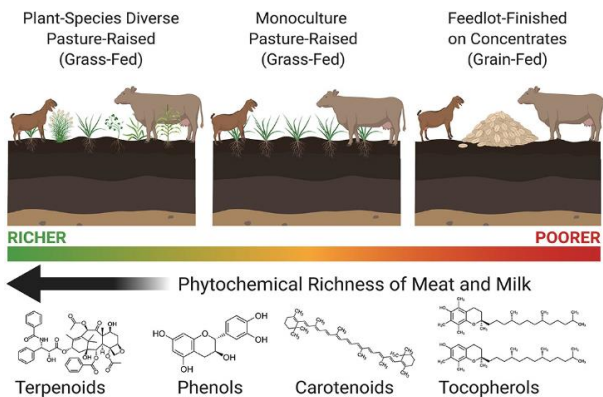 Plant-Species Diverse
Pasture-Raised
(Grass-Fed)
Monoculture
Pasture-Raised
(Grass-Fed)
Feedlot-Finished
on Concentrates
(Grain-Fed)
RICHER
POORER
Phytochemical Richness of Meat and Milk
Terpenoids
Phenols
Carotenoids
Tocopherols